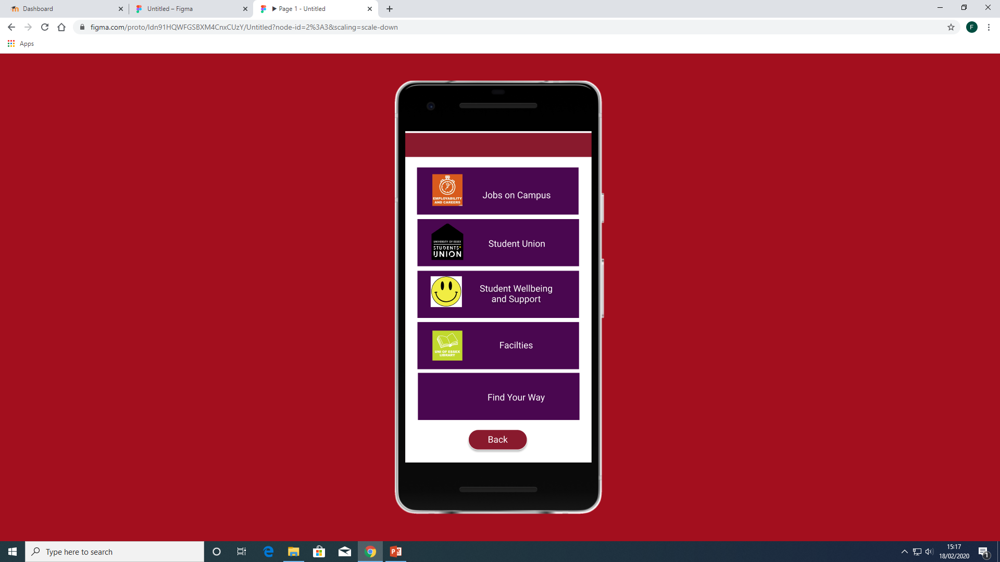 Dashboard
Untitled – Figma
▶ Page 1 - Untitled
figma.com/proto/ldn91HQWFGSBXM4CnxCUzY/Untitled?node-id=2%3A3&scaling=scale-down
F
Apps
EMPLOYABILITY
AND CAREERS
Jobs on Campus
UNIVERSITY OF ESSEX
STUDENTS'
UNION
Student Union
Student Wellbeing
and Support
UNI OF ESSEX
LIBRARY
Facilties
Find Your Way
Back
Type here to search
15:17
18/02/2020
1